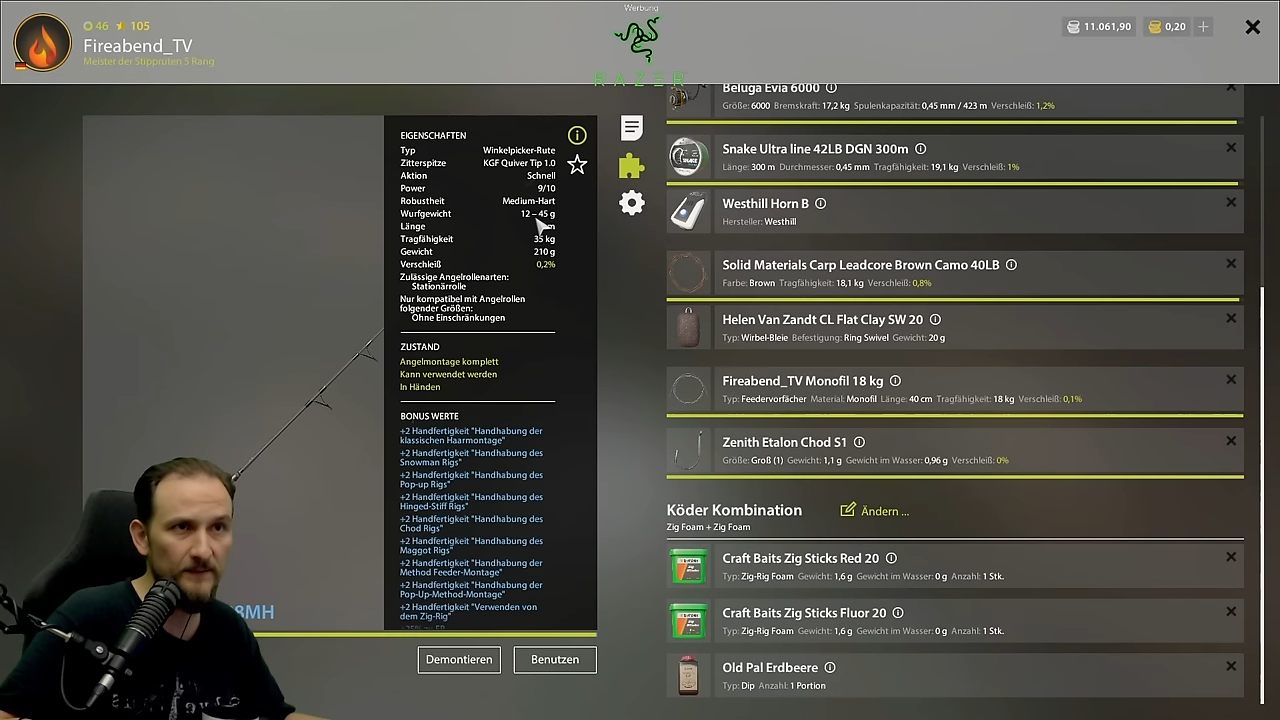 Werbung
46 105
Fireabend_TV
Meister der Stippruten 5 Rang
RAZER
11.061,90
0,20
EIGENSCHAFTEN
Typ Winkelpicker-Rute
Zitterspitze KGF Quiver Tip 1.0
Aktion Schnell
Power 9/10
Robustheit Medium-Hart
Wurfgewicht 12 – 45 g
Länge m
Tragfähigkeit 35 kg
Gewicht 210 g
Verschleiß 0,2%
Zulässige Angelrollenarten:
Stationärrolle
Nur kompatibel mit Angelrollen
folgender Größen:
Ohne Einschränkungen
ZUSTAND
Angelmontage komplett
Kann verwendet werden
In Händen
BONUS WERTE
+2 Handfertigkeit "Handhabung der
klassischen Haarmontage"
+2 Handfertigkeit "Handhabung des
Snowman Rigs"
+2 Handfertigkeit "Handhabung des
Pop-up Rigs"
+2 Handfertigkeit "Handhabung des
Hinged-Stiff Rigs"
+2 Handfertigkeit "Handhabung des
Chod Rigs"
+2 Handfertigkeit "Handhabung des
Maggot Rigs"
+2 Handfertigkeit "Handhabung der
Method Feeder-Montage"
+2 Handfertigkeit "Handhabung der
Pop-Up-Method-Montage"
+2 Handfertigkeit "Verwenden von
dem Zig-Rig"
8MH
Demontieren
Benutzen
Beluga Evia 6000
Größe: 6000 Bremskraft: 17,2 kg Spulenkapazität: 0,45 mm / 423 m Verschleiß: 1,2%
Snake Ultra line 42LB DGN 300m
Länge: 300 m Durchmesser: 0,45 mm Tragfähigkeit: 19,1 kg Verschleiß: 1%
Westhill Horn B
Hersteller: Westhill
Solid Materials Carp Leadcore Brown Camo 40LB
Farbe: Brown Tragfähigkeit: 18,1 kg Verschleiß: 0,8%
Helen Van Zandt CL Flat Clay SW 20
Typ: Wirbel-Bleie Befestigung: Ring Swivel Gewicht: 20 g
Fireabend_TV Monofil 18 kg
Typ: Feedervorfächer Material: Monofil Länge: 40 cm Tragfähigkeit: 18 kg Verschleiß: 0,1%
Zenith Etalon Chod S1
Größe: Groß (1) Gewicht: 1,1 g Gewicht im Wasser: 0,96 g Verschleiß: 0%
Köder Kombination Ändern ...
Zig Foam + Zig Foam
Craft Baits Zig Sticks Red 20
Typ: Zig-Rig Foam Gewicht: 1,6 g Gewicht im Wasser: 0 g Anzahl: 1 Stk.
Craft Baits Zig Sticks Fluor 20
Typ: Zig-Rig Foam Gewicht: 1,6 g Gewicht im Wasser: 0 g Anzahl: 1 Stk.
Old Pal Erdbeere
Typ: Dip Anzahl: 1 Portion